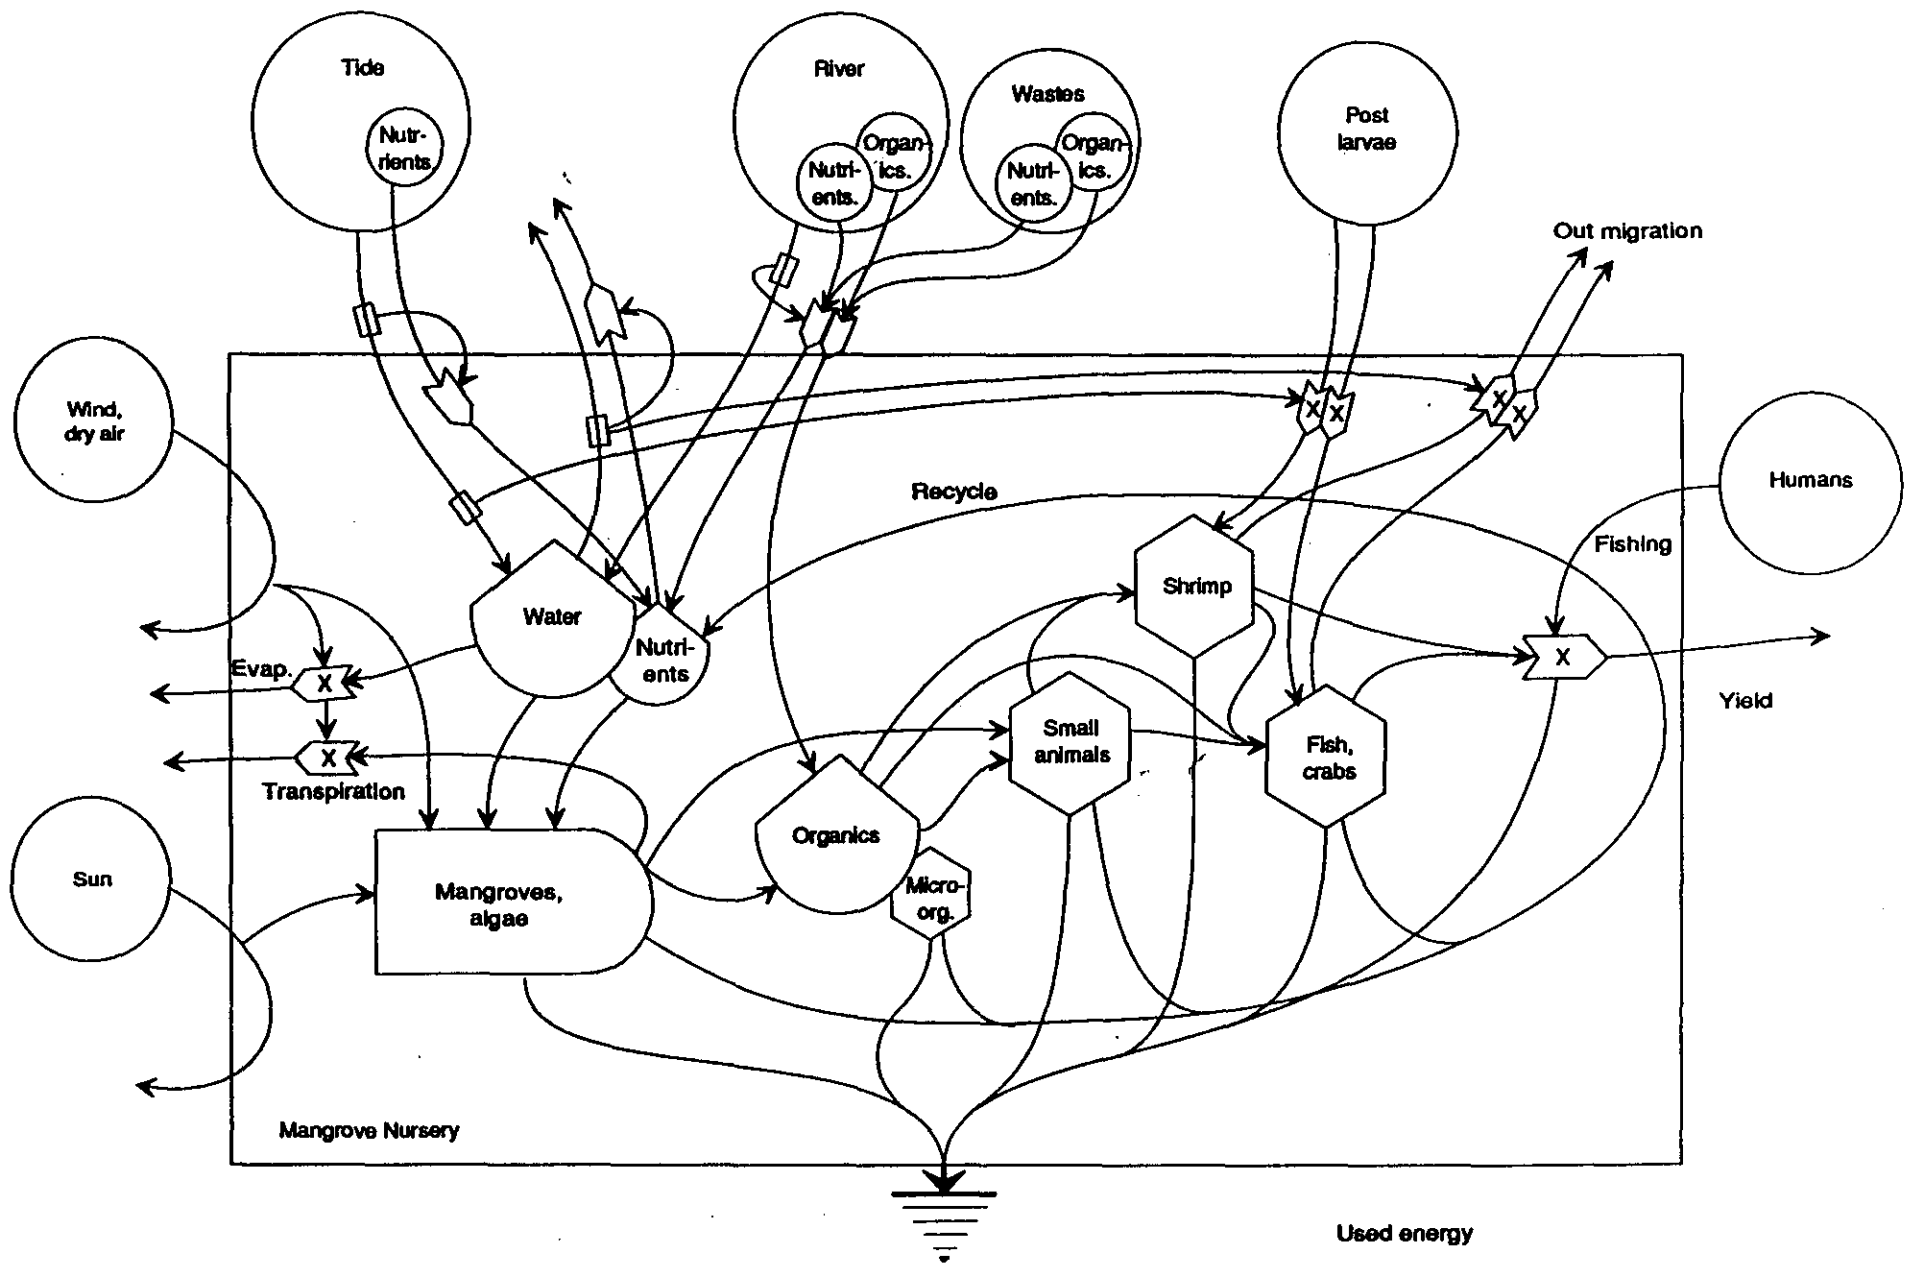 Tide
Nutr-
rients.
River
Organ-
ics.
Nutri-
ents.
Wastes
Organ-
ics.
Nutri-
ents.
Post
larvae
Out migration
Wind,
dry air
X
X
X
X
Humans
Recycle
Fishing
Shrimp
Water
Nutri-
ents
Evap.
X
X
Yield
Small
animals
Fish,
crabs
X
Transpiration
Organics
Sun
Mangroves,
algae
Micro-
org.
Mangrove Nursery
Used energy